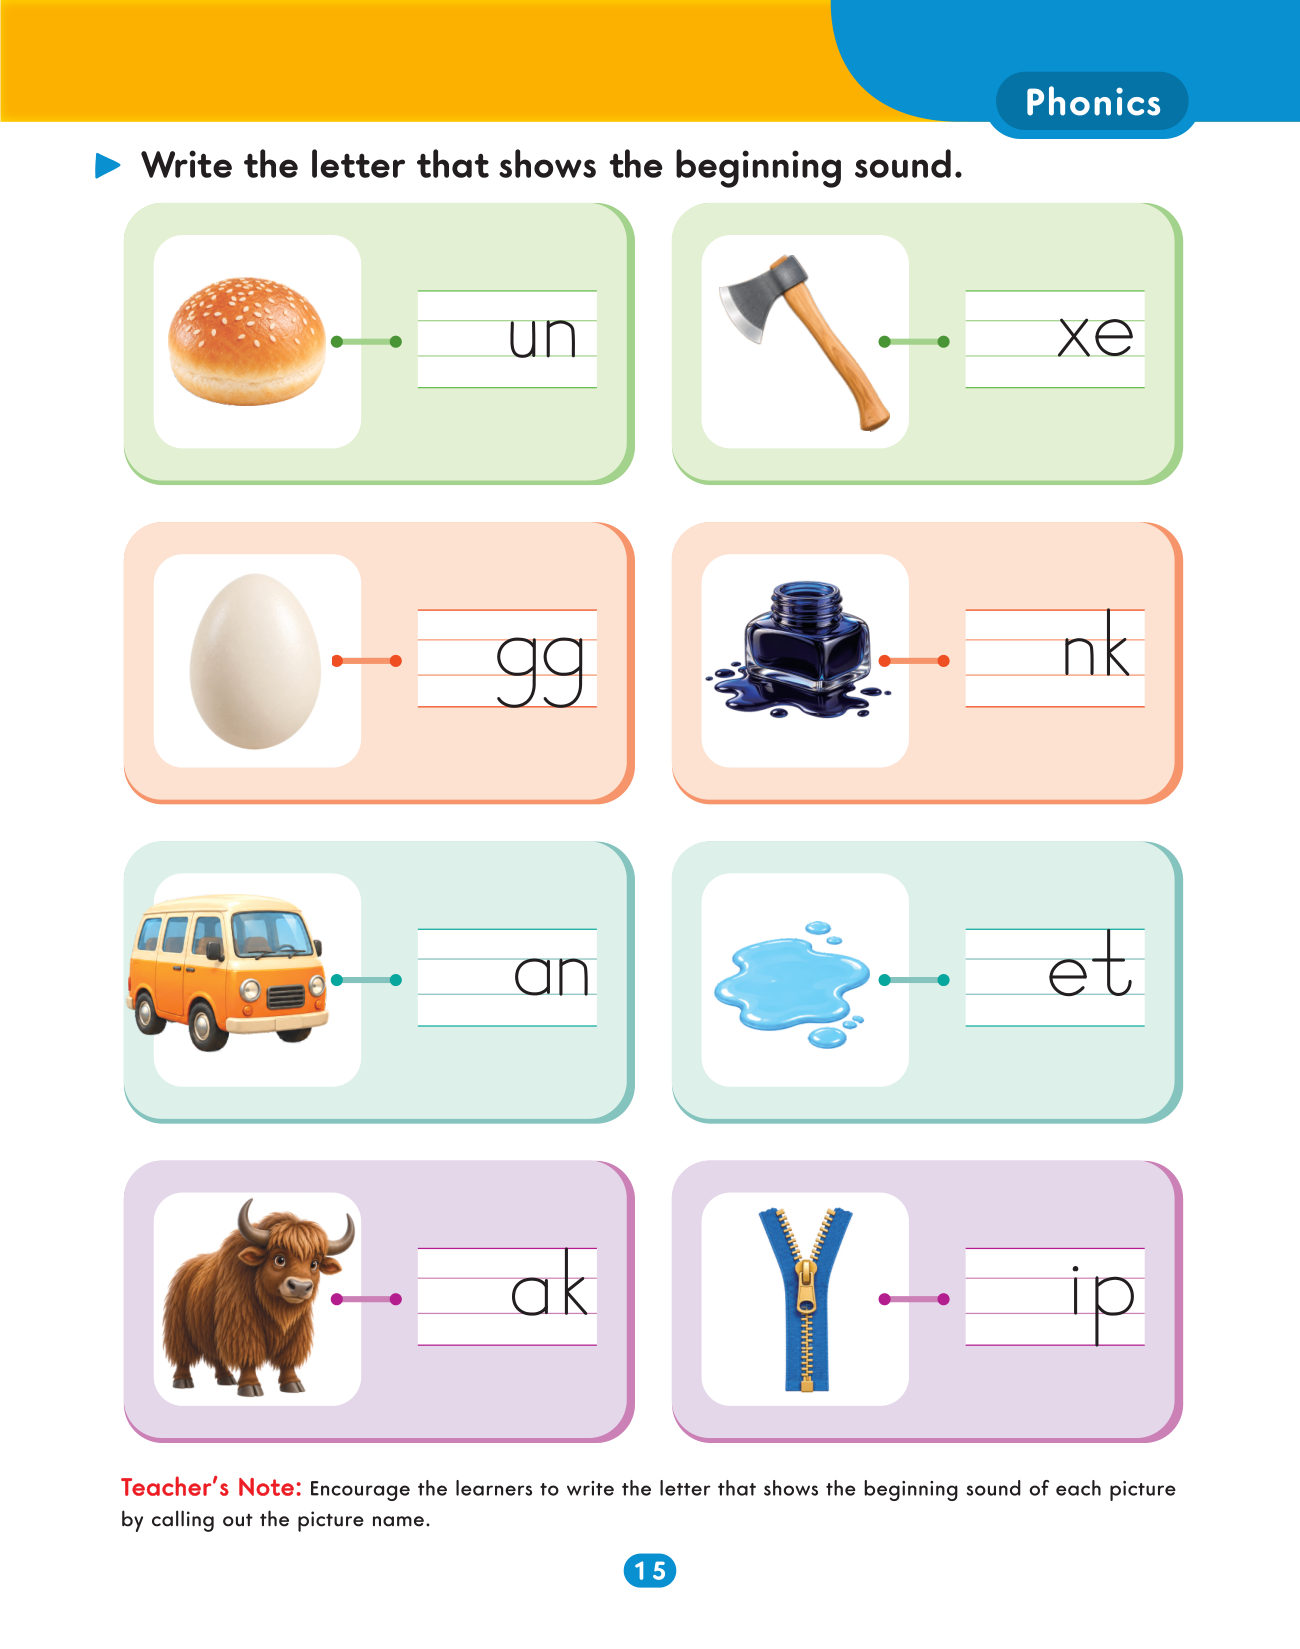 Phonics
Write the letter that shows the beginning sound.
un
xe
gg
nk
an
et
ak
ip
Teacher's Note: Encourage the learners to write the letter that shows the beginning sound of each picture
by calling out the picture name.
15